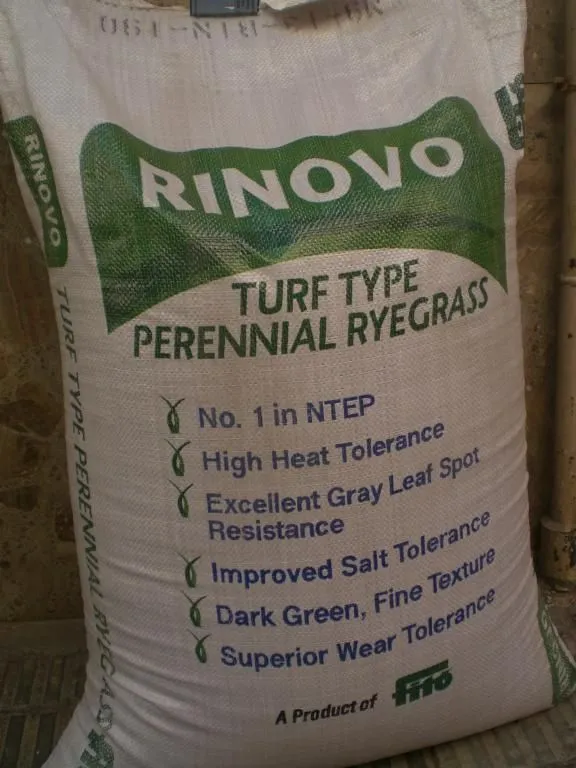 RINOVO
TURF TYPE
PERENNIAL RYEGRASS
No. 1 in NTEP
High Heat Tolerance
Excellent Gray Leaf Spot
Resistance
Improved Salt Tolerance
Dark Green, Fine Texture
Superior Wear Tolerance
A Product of fito
RINOVO
TURF TYPE PERENNIAL RYEGRASS